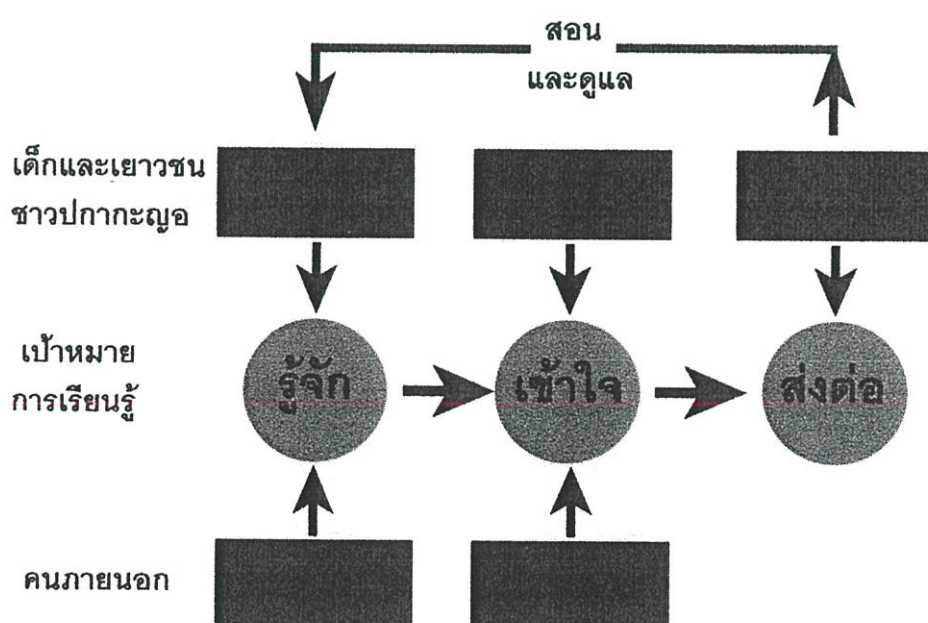 สอน
และดูแล
เด็กและเยาวชน
ชาวปกากะญอ
เป้าหมาย
การเรียนรู้
รู้จัก
เข้าใจ
ส่งต่อ
คนภายนอก